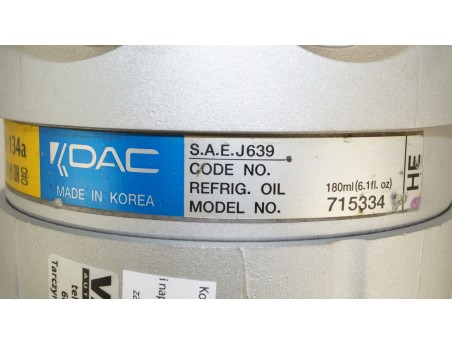 134a
DAC
MADE IN KOREA
S.A.E.J639
CODE NO.
REFRIG. OIL 180ml(6.1fl. oz)
MODEL NO. 715334
HE